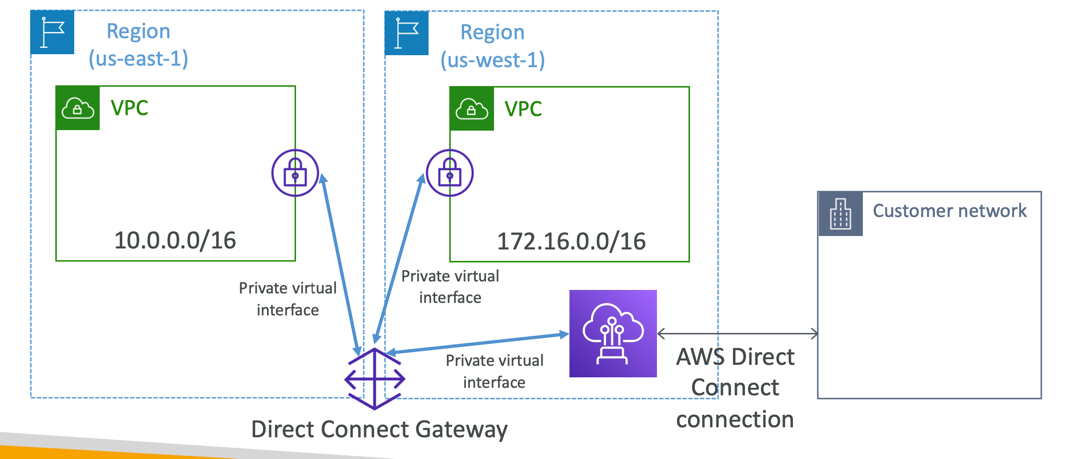 Region
(us-east-1)
Region
(us-west-1)
VPC
VPC
Customer network
10.0.0.0/16
172.16.0.0/16
Private virtual
interface
Private virtual
interface
Private virtual
interface
AWS Direct
Connect
connection
Direct Connect Gateway